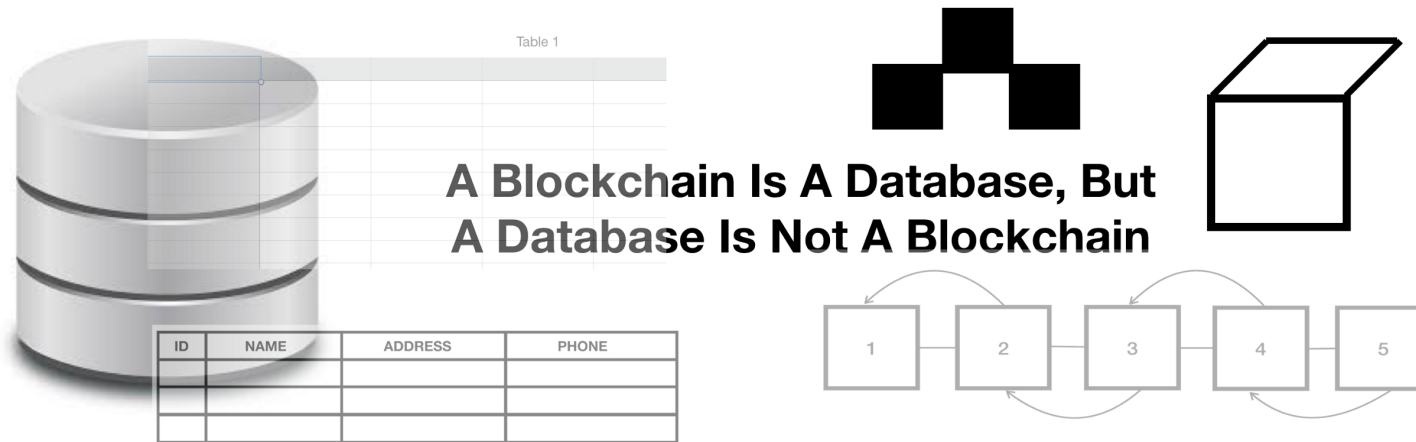 Table 1
A Blockchain Is A Database, But
A Database Is Not A Blockchain
ID NAME ADDRESS PHONE
1 2 3 4 5